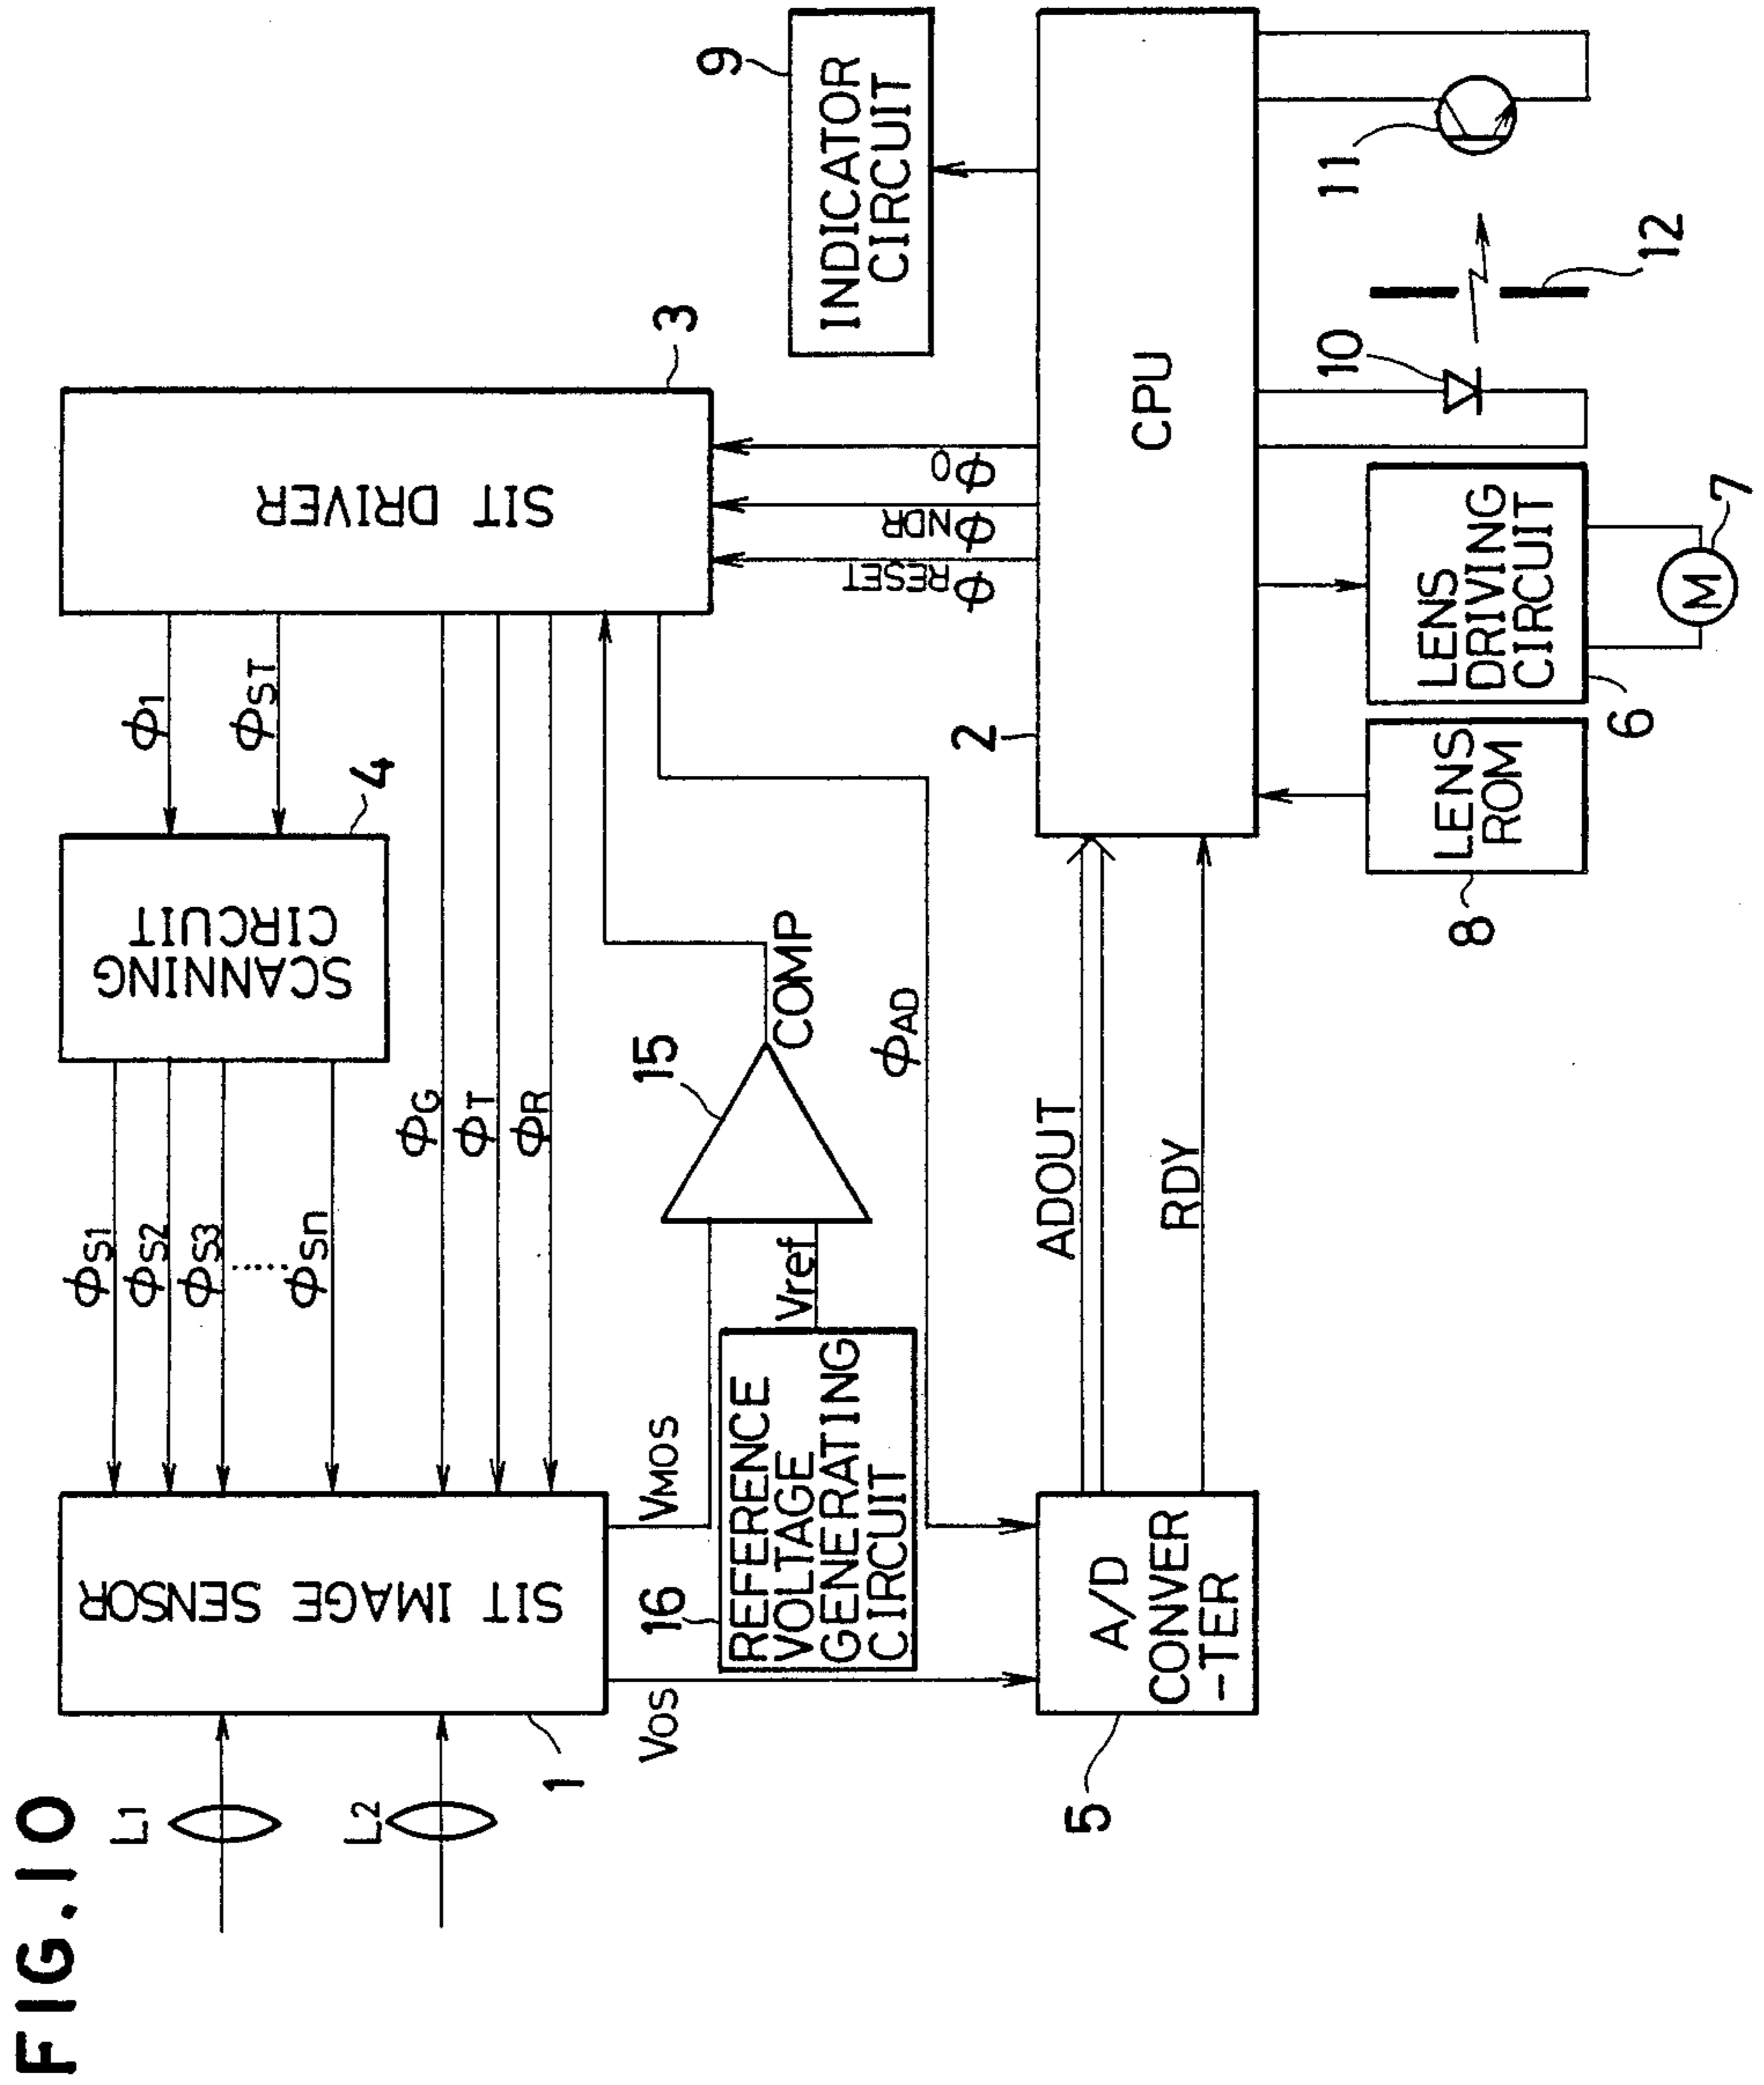 FIG.10
L1
L2
1
SIT IMAGE SENSOR
ϕS1
ϕS2
ϕS3
......
ϕSn
4
SCANNING
CIRCUIT
ϕ1
ϕST
3
SIT DRIVER
ϕG
ϕT
ϕR
VOS
VMOS
16
REFERENCE
VOLTAGE
GENERATING
CIRCUIT
Vref
15
COMP
ϕAD
ϕRESET
ϕNDR
ϕ0
9
INDICATOR
CIRCUIT
5
A/D
CONVER
-TER
ADOUT
RDY
2
CPU
8
LENS
ROM
6
LENS
DRIVING
CIRCUIT
M
7
10
12
11